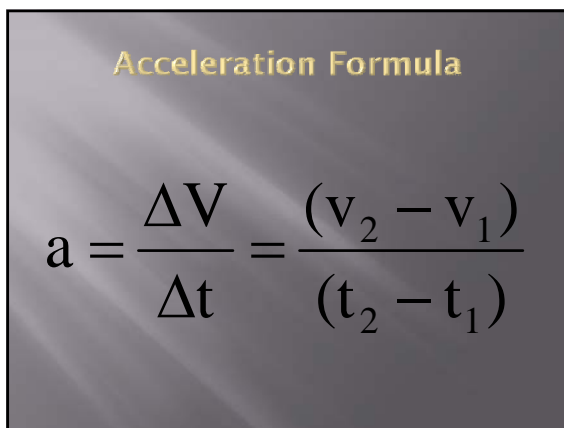 Acceleration Formula
a = ΔV/Δt = (v₂ − v₁)/(t₂ − t₁)